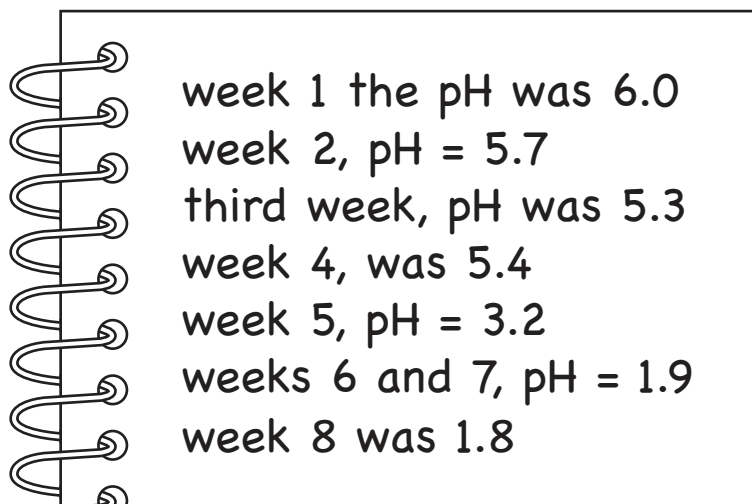 week 1 the pH was 6.0
week 2, pH = 5.7
third week, pH was 5.3
week 4, was 5.4
week 5, pH = 3.2
weeks 6 and 7, pH = 1.9
week 8 was 1.8